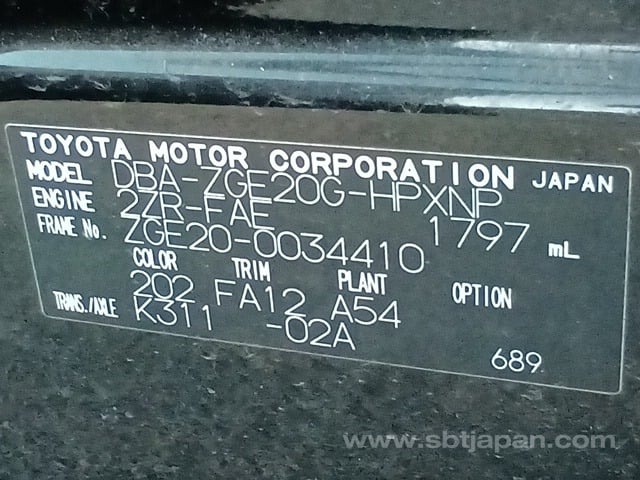 TOYOTA MOTOR CORPORATION JAPAN
MODEL DBA-ZGE20G-HPXNP
ENGINE 2ZR-FAE 1797 mL
FRAME No. ZGE20-0034410
COLOR TRIM PLANT OPTION
202 FA12 A54
TRANS./AXLE K311 -02A
689
www.sbtjapan.com